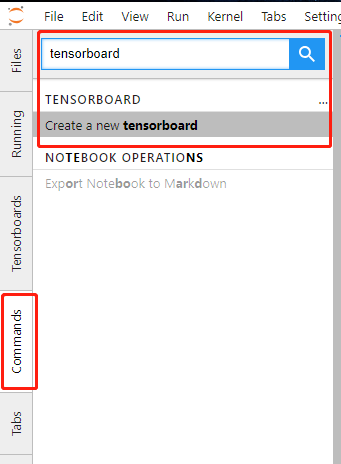 File Edit View Run Kernel Tabs Setting
Files
Running
Tensorboards
Commands
Tabs
tensorboard
TENSORBOARD ...
Create a new tensorboard
NOTEBOOK OPERATIONS
Export Notebook to Markdown